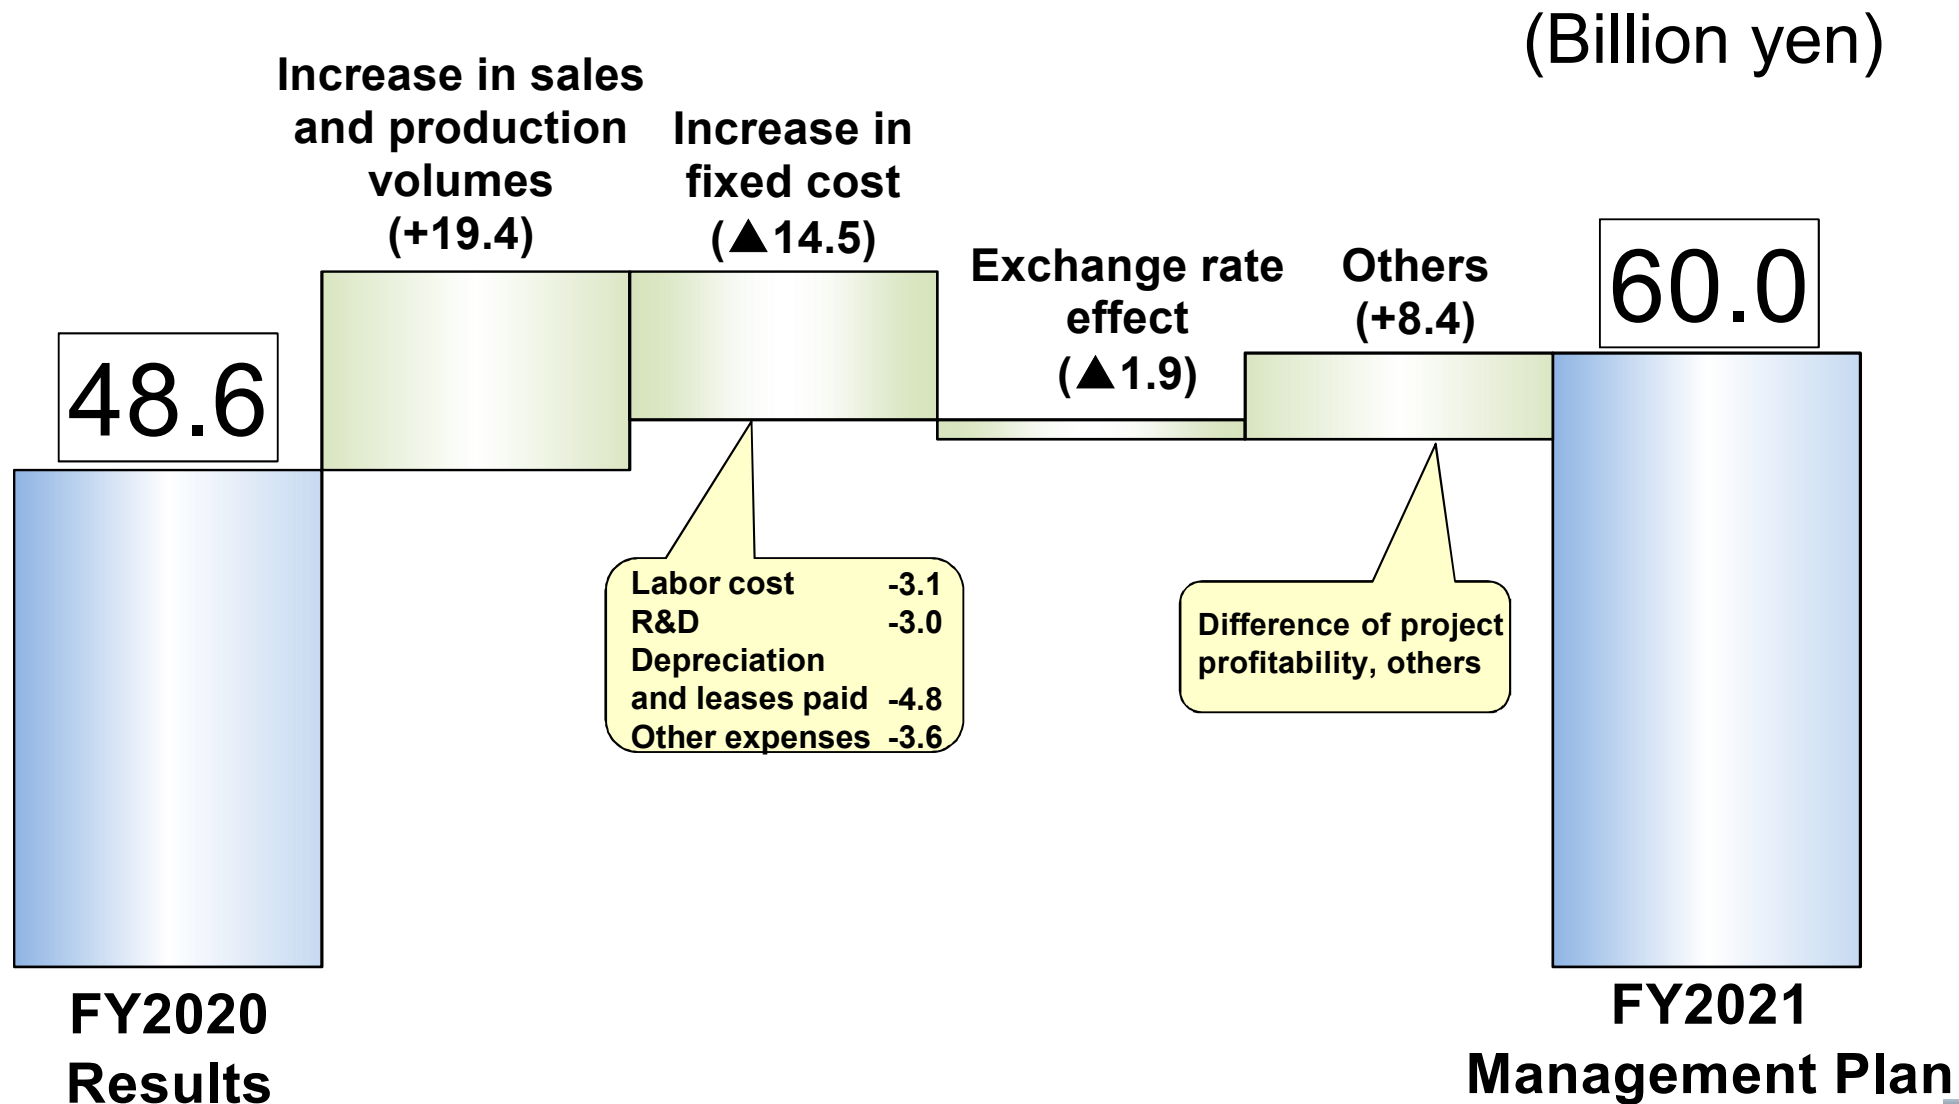 (Billion yen)
Increase in sales
and production
volumes
(+19.4)
Increase in
fixed cost
(▲14.5)
Exchange rate
effect
(▲1.9)
Others
(+8.4)
60.0
48.6
Labor cost -3.1
R&D -3.0
Depreciation
and leases paid -4.8
Other expenses -3.6
Difference of project
profitability, others
FY2020
Results
FY2021
Management Plan